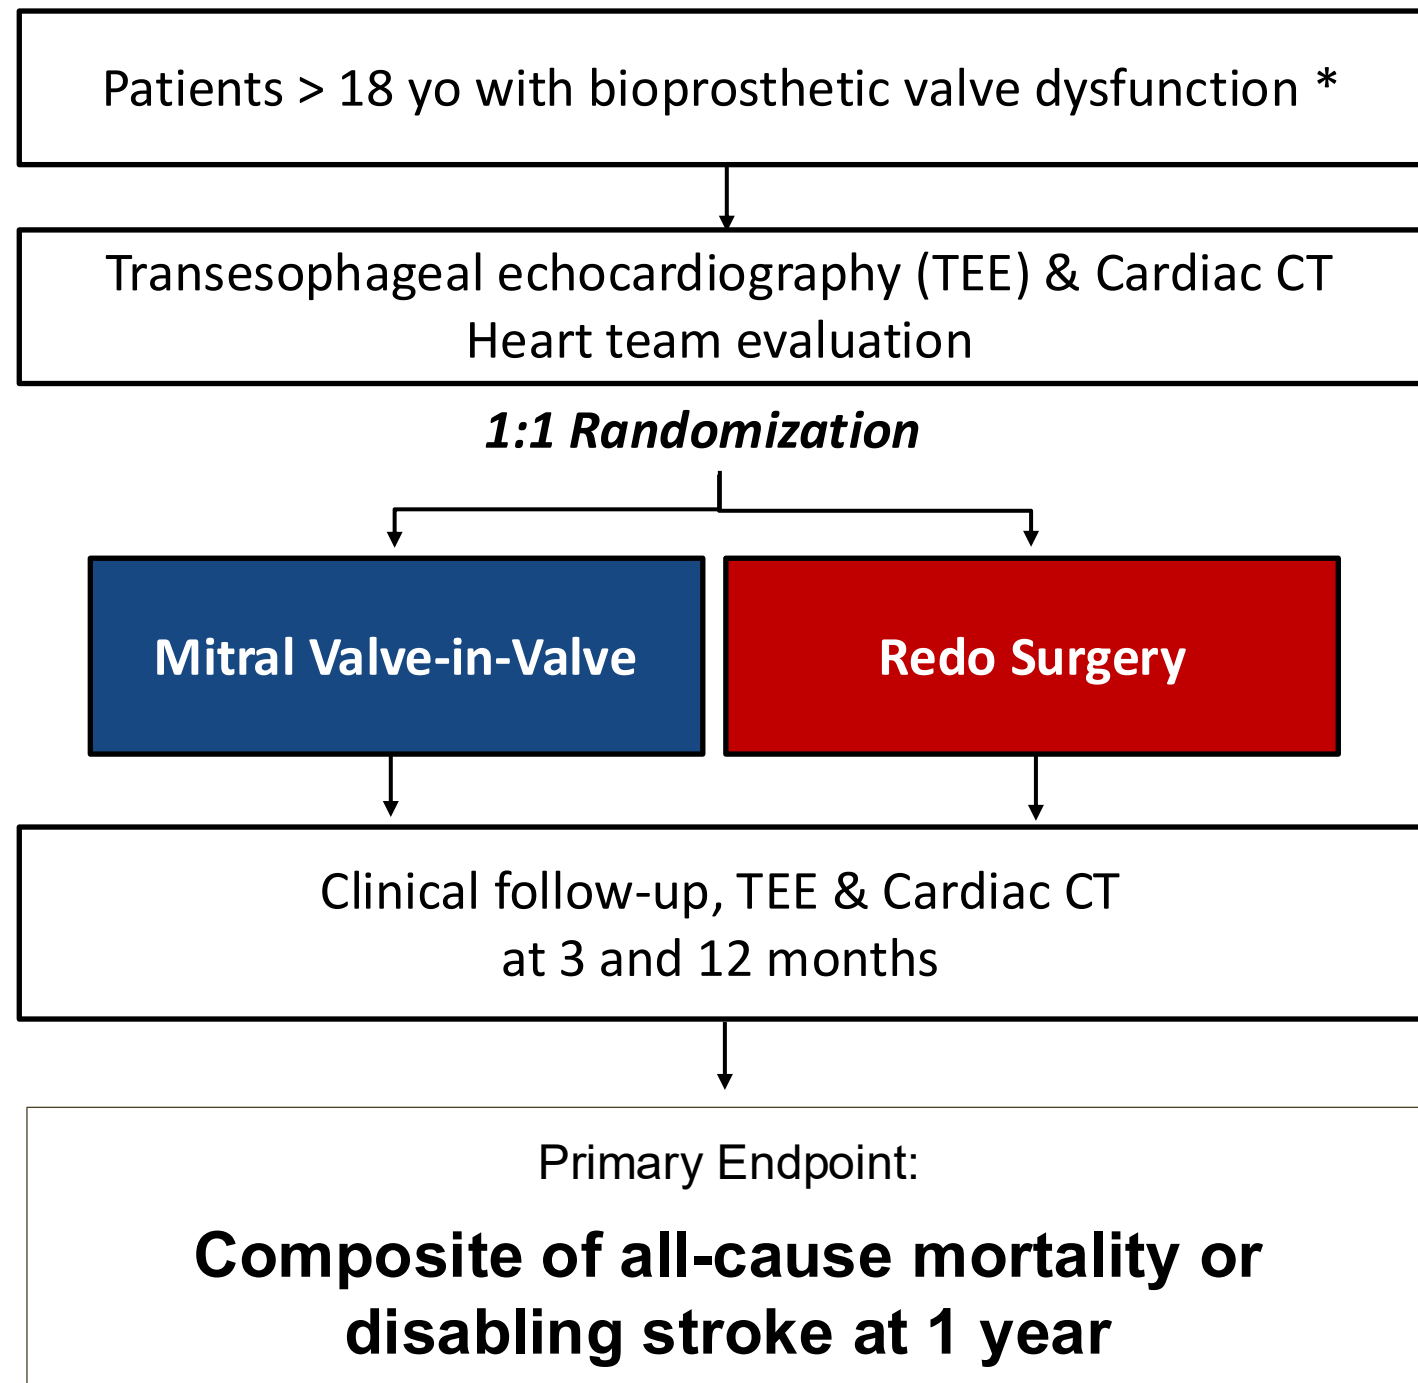 Patients > 18 yo with bioprosthetic valve dysfunction *
Transesophageal echocardiography (TEE) & Cardiac CT
Heart team evaluation
1:1 Randomization
Mitral Valve-in-Valve
Redo Surgery
Clinical follow-up, TEE & Cardiac CT
at 3 and 12 months
Primary Endpoint:
Composite of all-cause mortality or
disabling stroke at 1 year